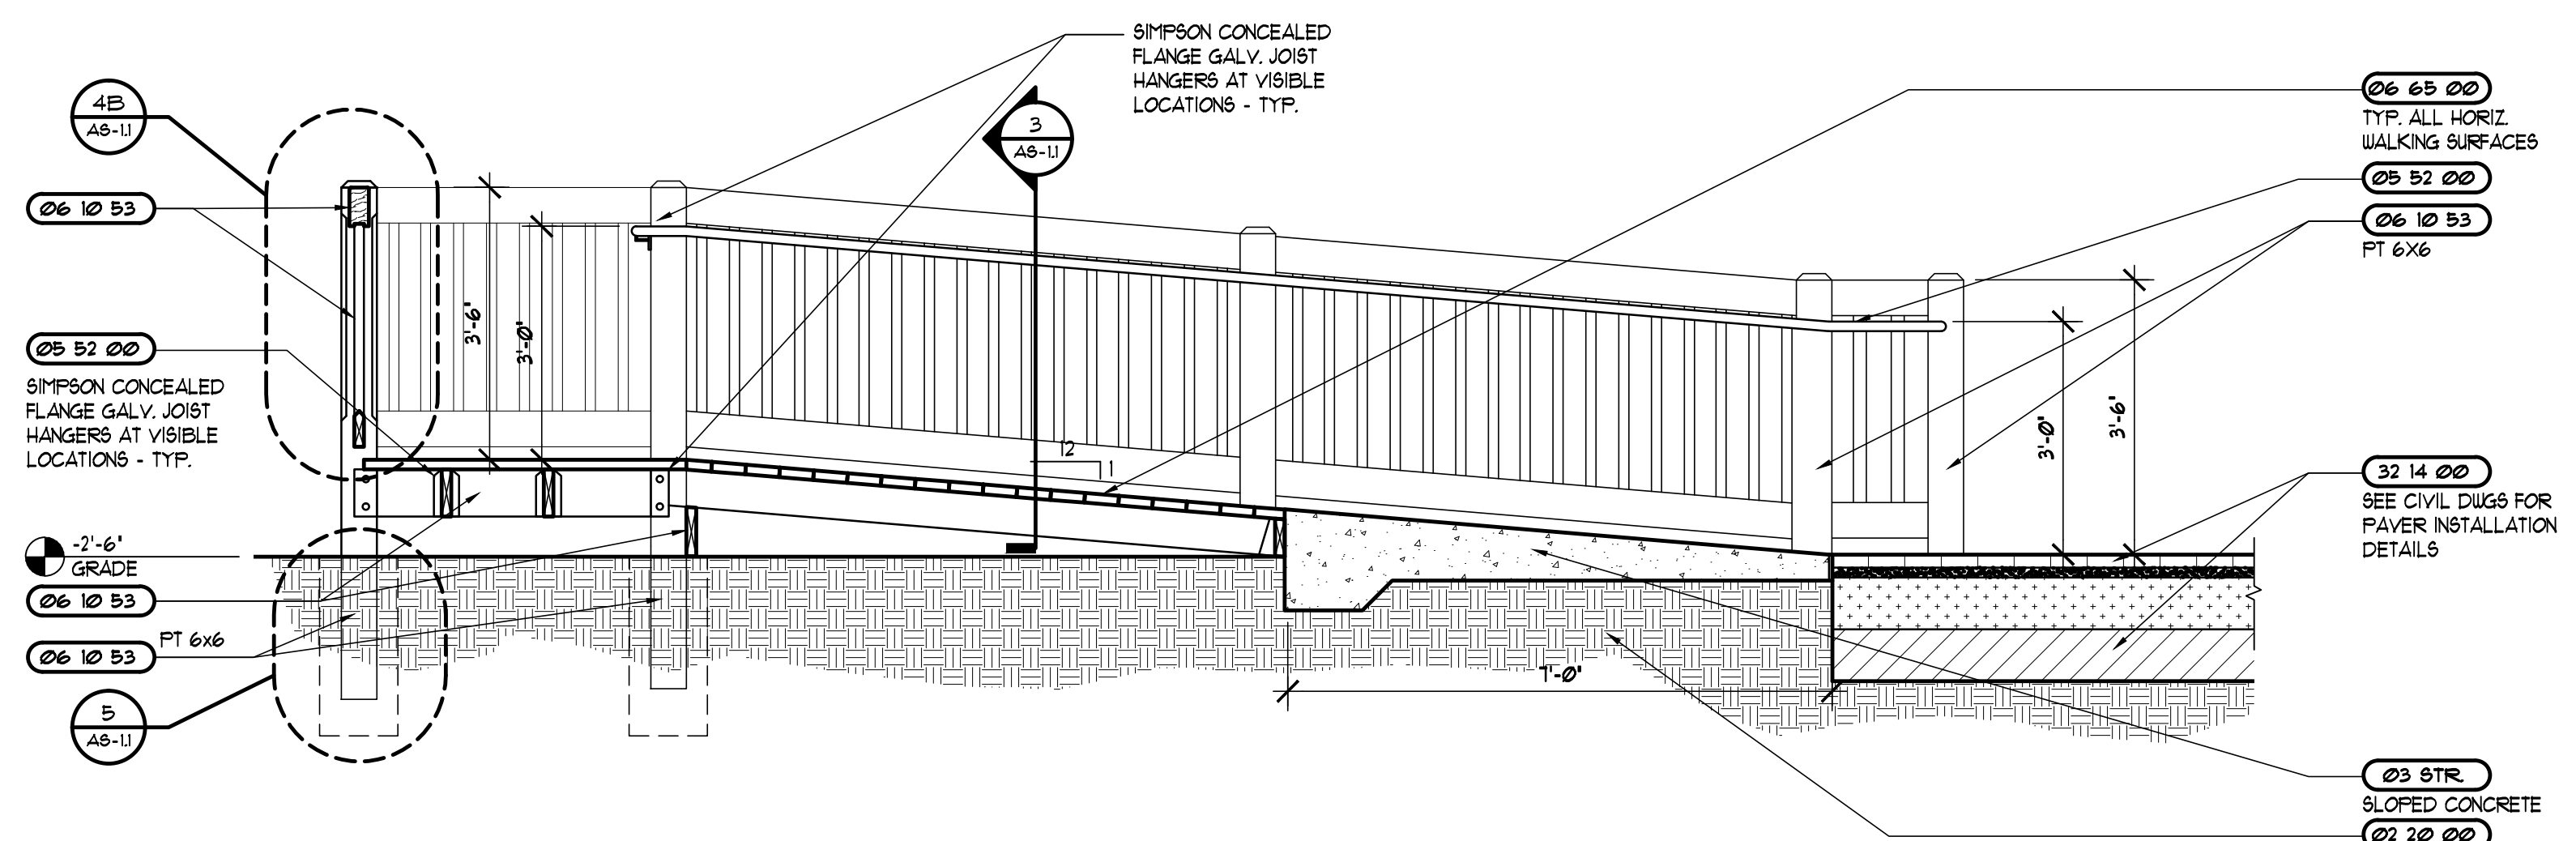 SIMPSON CONCEALED
FLANGE GALV. JOIST
HANGERS AT VISIBLE
LOCATIONS - TYP.
4B
AS-1.1
3
AS-1.1
06 10 53
3'-6"
3'-0"
05 52 00
SIMPSON CONCEALED
FLANGE GALV. JOIST
HANGERS AT VISIBLE
LOCATIONS - TYP.
12
1
-2'-6"
GRADE
06 10 53
PT 6x6
06 10 53
5
AS-1.1
7'-0"
3'-0"
3'-6"
06 65 00
TYP. ALL HORIZ.
WALKING SURFACES
05 52 00
06 10 53
PT 6X6
32 14 00
SEE CIVIL DWGS FOR
PAVER INSTALLATION
DETAILS
03 STR
SLOPED CONCRETE
02 20 00